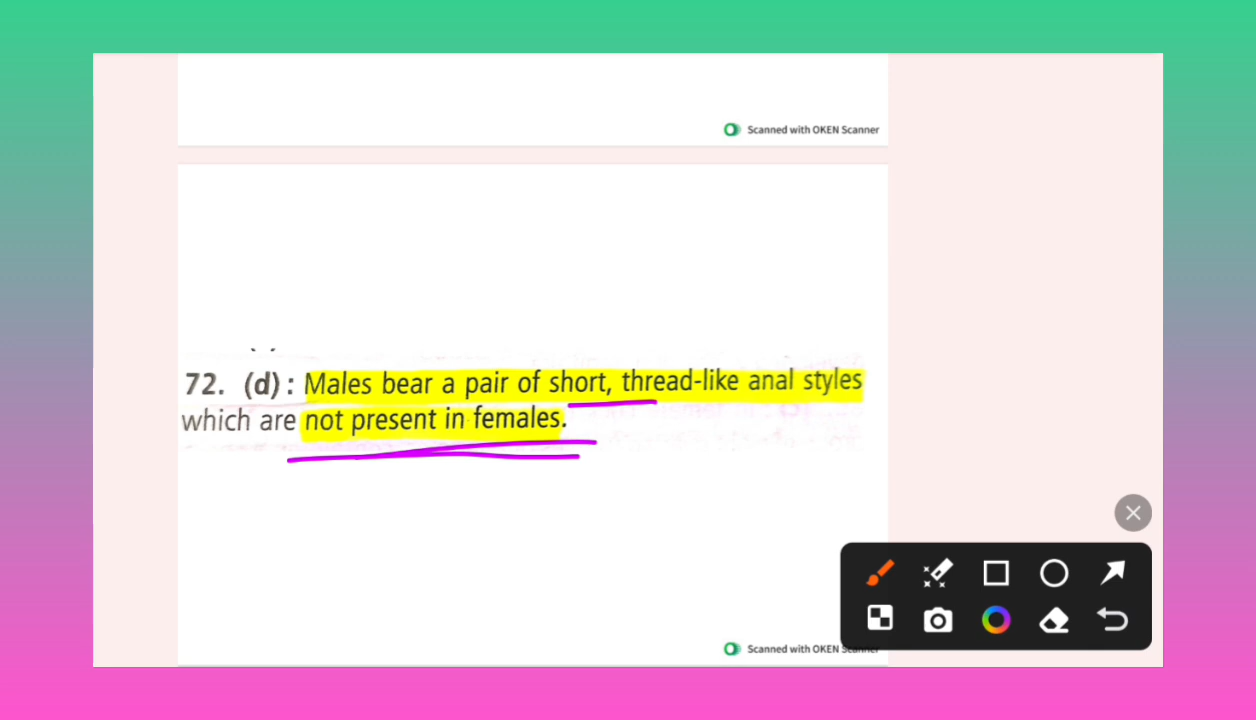 Scanned with OKEN Scanner
72. (d) : Males bear a pair of short, thread-like anal styles
which are not present in females.
Scanned with OKEN Scanner